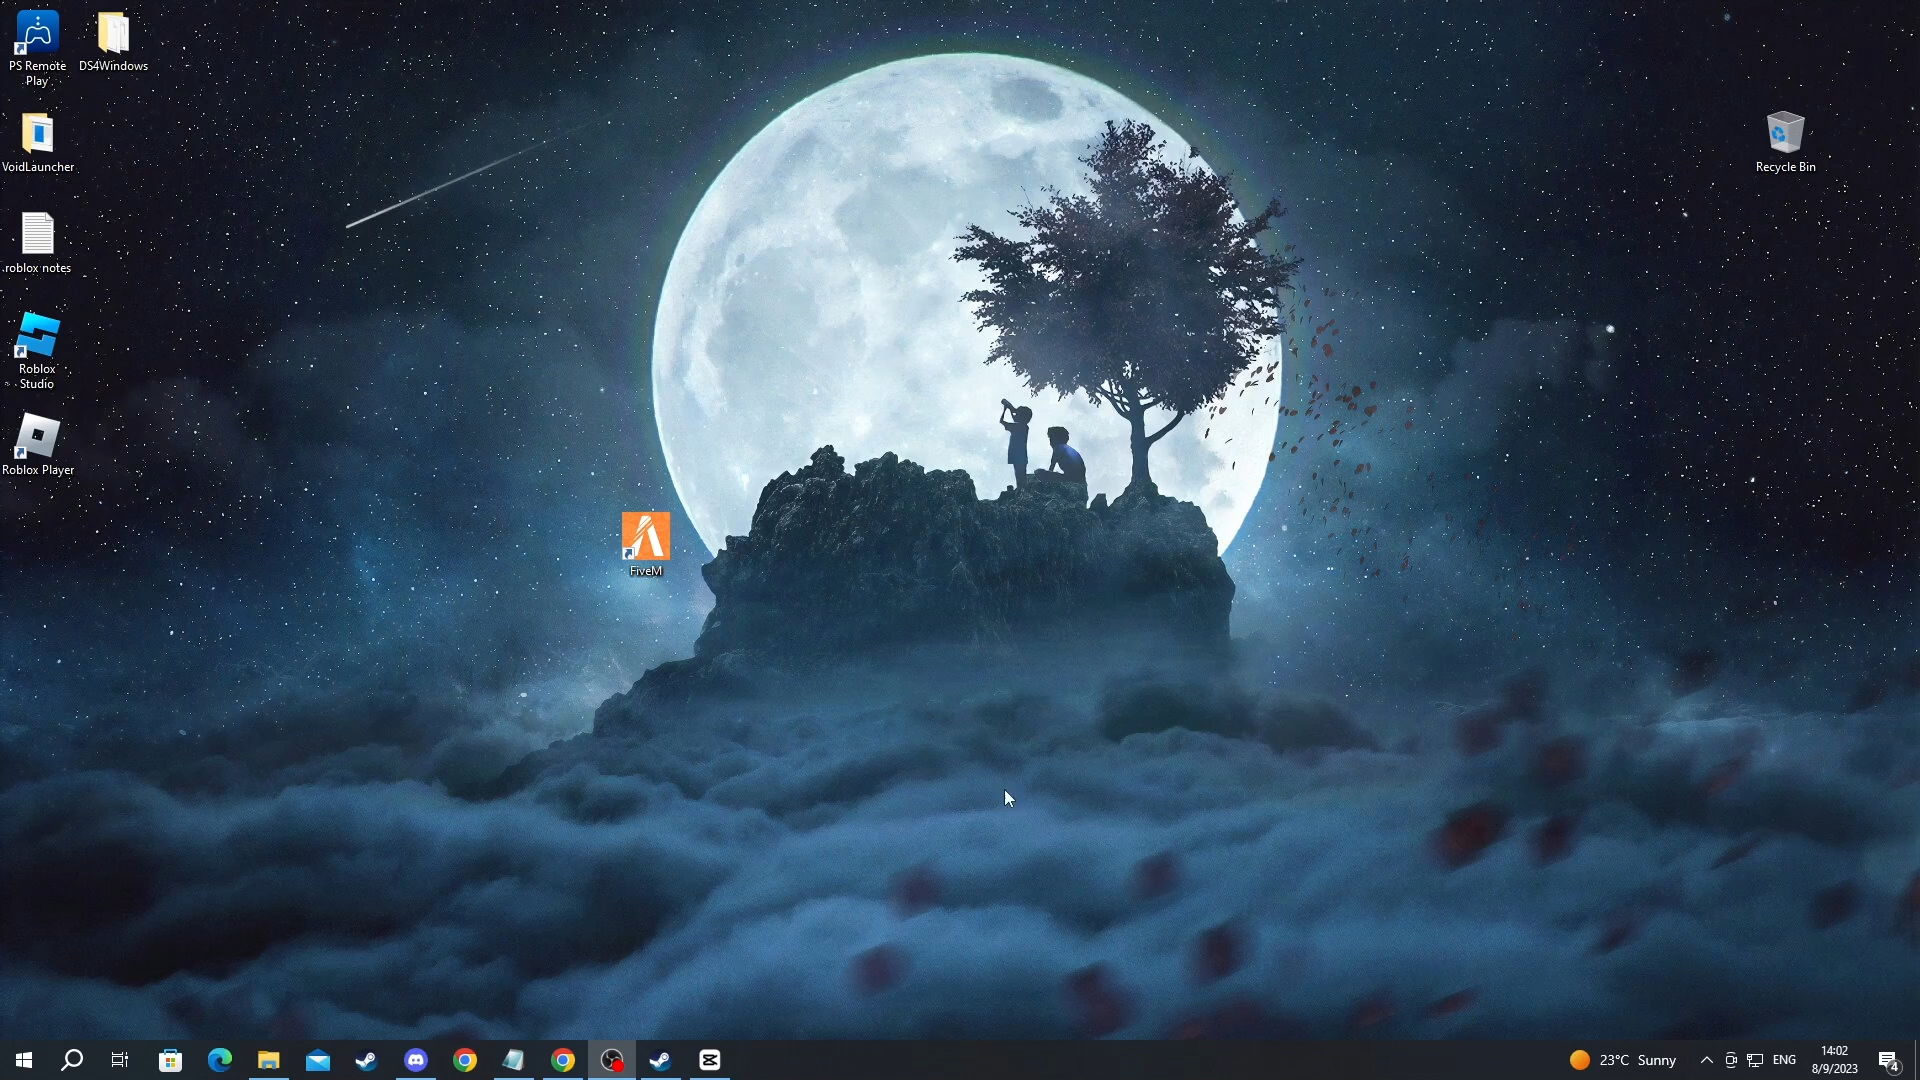 PS Remote
Play
DS4Windows
VoidLauncher
.roblox notes
Roblox
Studio
Roblox Player
FiveM
Recycle Bin
23°C Sunny
ENG
14:02
8/9/2023
4